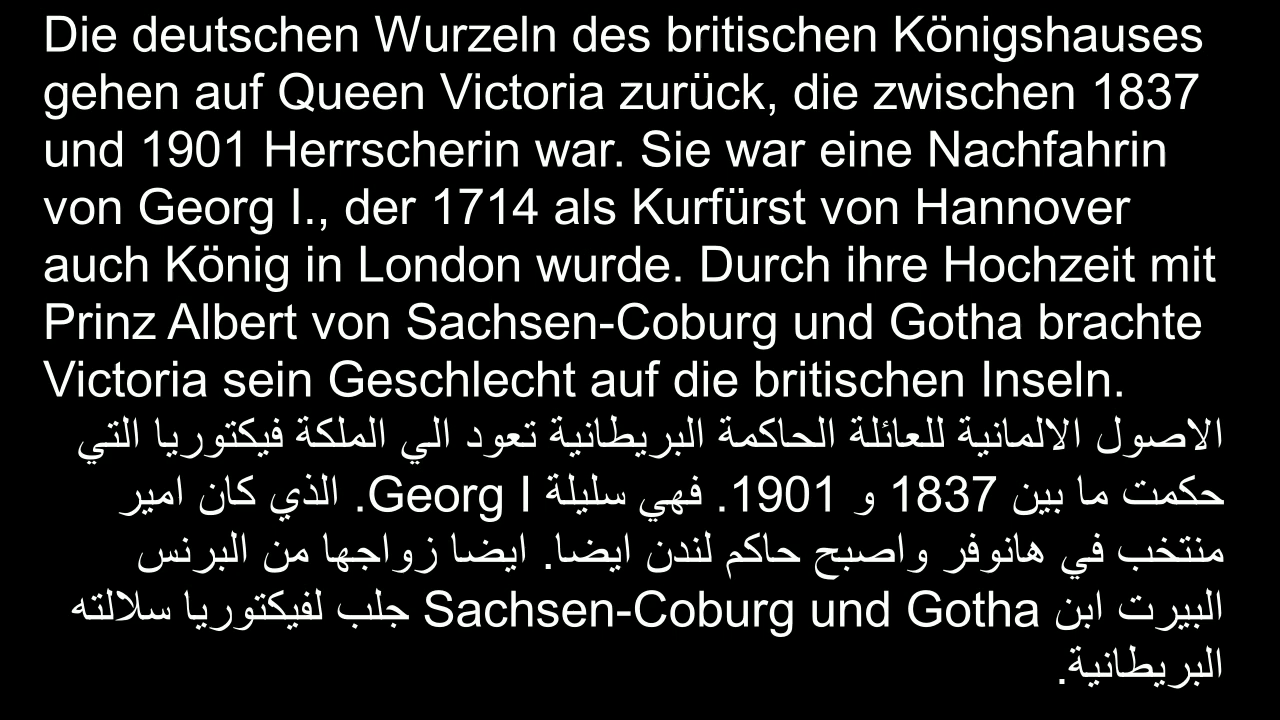 Die deutschen Wurzeln des britischen Königshauses
gehen auf Queen Victoria zurück, die zwischen 1837
und 1901 Herrscherin war. Sie war eine Nachfahrin
von Georg I., der 1714 als Kurfürst von Hannover
auch König in London wurde. Durch ihre Hochzeit mit
Prinz Albert von Sachsen-Coburg und Gotha brachte
Victoria sein Geschlecht auf die britischen Inseln.
الاصول الالمانية للعائلة الحاكمة البريطانية تعود الي الملكة فيكتوريا التي
حكمت ما بين 1837 و 1901. فهي سليلة Georg I. الذي كان امير
منتخب في هانوفر واصبح حاكم لندن ايضا. ايضا زواجها من البرنس
البيرت ابن Sachsen-Coburg und Gotha جلب لفيكتوريا سلالته
البريطانية.